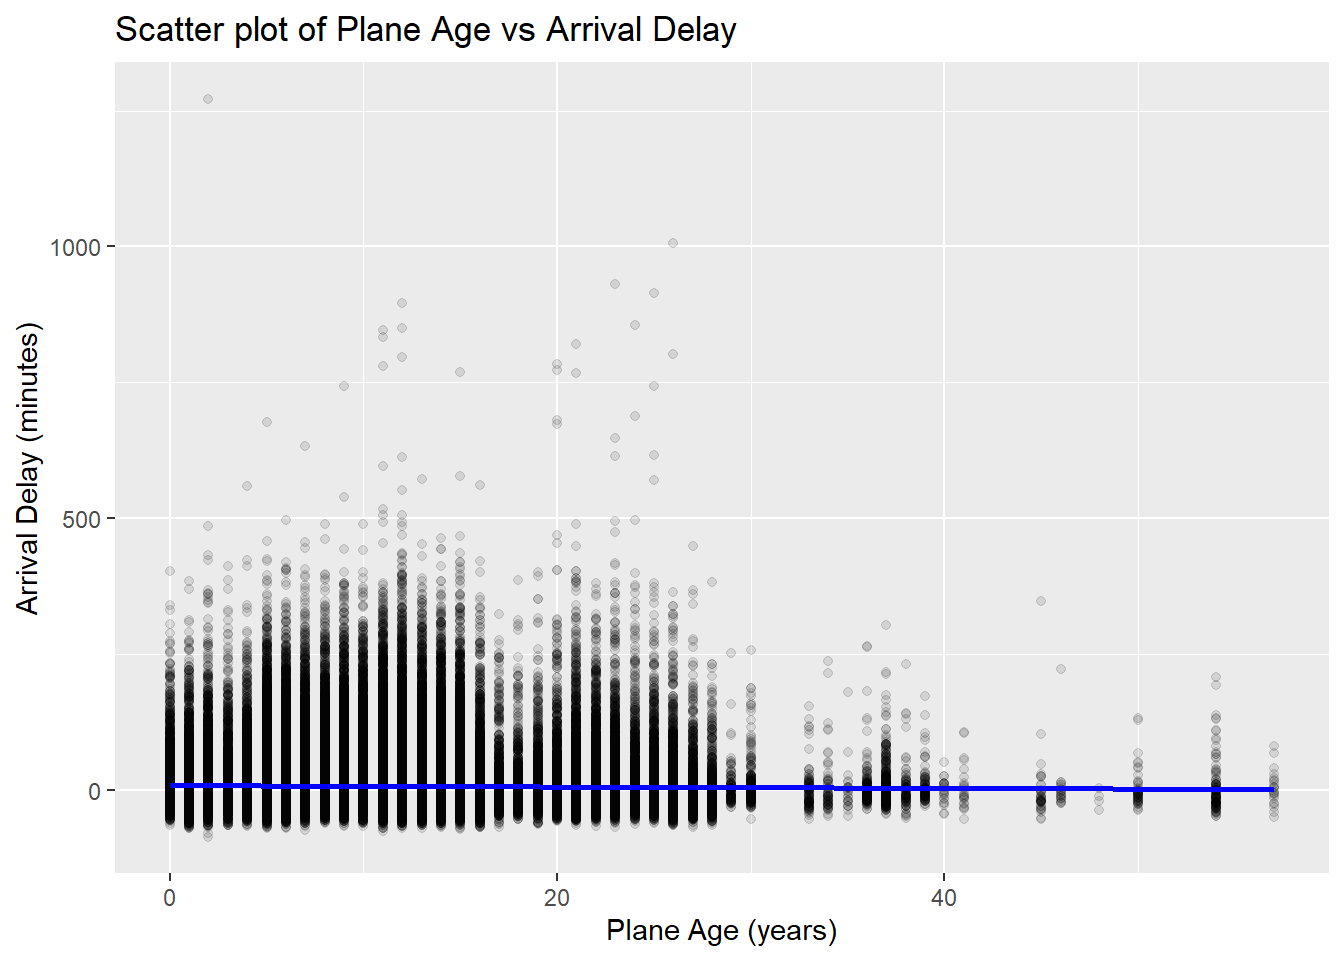 Scatter plot of Plane Age vs Arrival Delay
Arrival Delay (minutes)
1000
500
0
0
20
40
Plane Age (years)